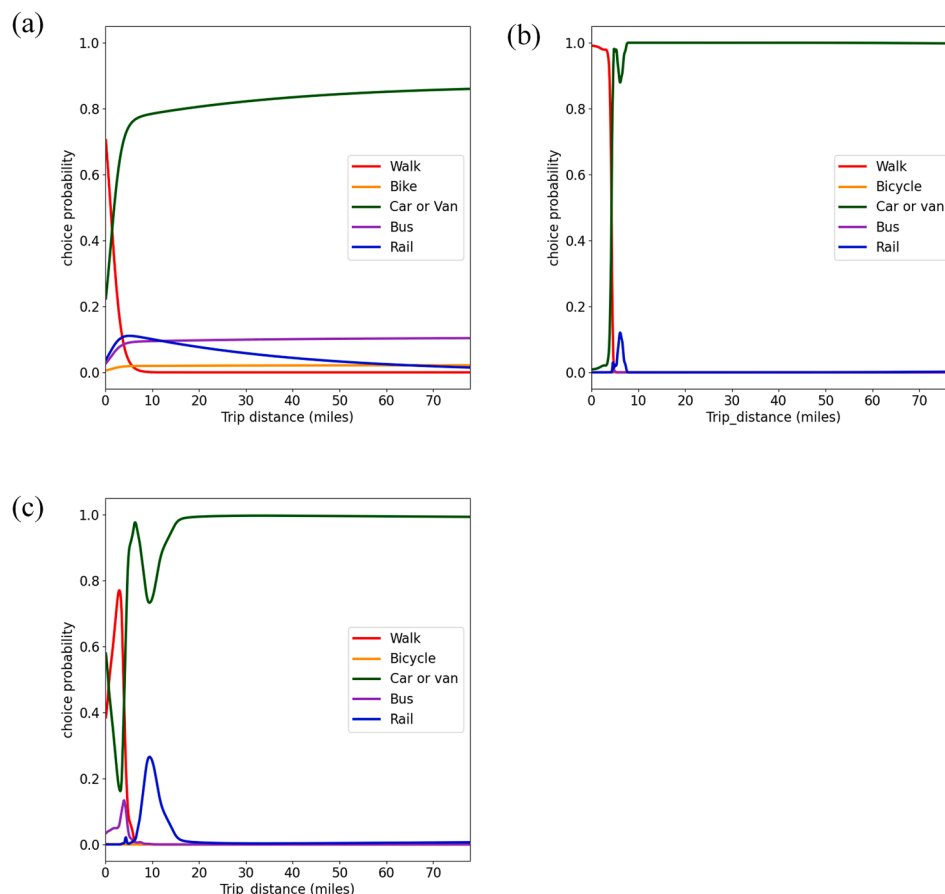 (a)
1.0
0.8
0.6
0.4
0.2
0.0
choice probability
Walk
Bike
Car or Van
Bus
Rail
0 10 20 30 40 50 60 70
Trip distance (miles)
(b)
1.0
0.8
0.6
0.4
0.2
0.0
choice probability
Walk
Bicycle
Car or van
Bus
Rail
0 10 20 30 40 50 60 70
Trip_distance (miles)
(c)
1.0
0.8
0.6
0.4
0.2
0.0
choice probability
Walk
Bicycle
Car or van
Bus
Rail
0 10 20 30 40 50 60 70
Trip_distance (miles)